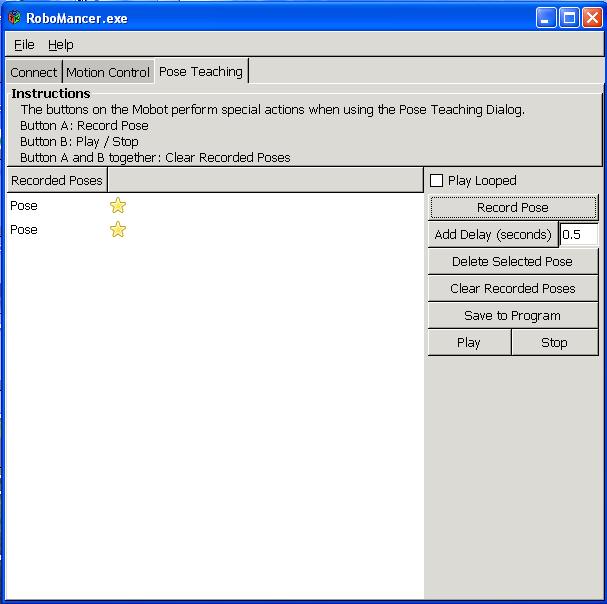 RoboMancer.exe
File Help
Connect Motion Control Pose Teaching
Instructions
The buttons on the Mobot perform special actions when using the Pose Teaching Dialog.
Button A: Record Pose
Button B: Play / Stop
Button A and B together: Clear Recorded Poses
Recorded Poses
Pose
Pose
Play Looped
Record Pose
Add Delay (seconds) 0.5
Delete Selected Pose
Clear Recorded Poses
Save to Program
Play Stop